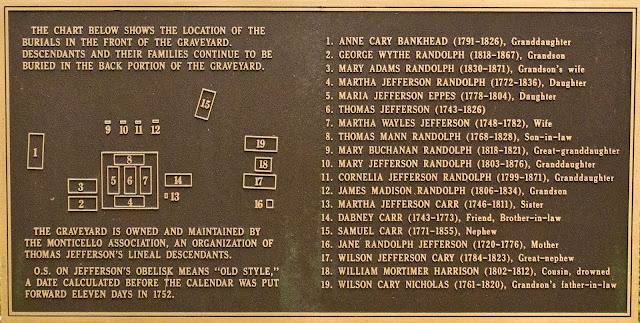 THE CHART BELOW SHOWS THE LOCATION OF THE
BURIALS IN THE FRONT OF THE GRAVEYARD.
DESCENDANTS AND THEIR FAMILIES CONTINUE TO BE
BURIED IN THE BACK PORTION OF THE GRAVEYARD.
15
9 10 11 12
1
19
8
18
3
5 6 7
14
17
2
4
13
16
THE GRAVEYARD IS OWNED AND MAINTAINED BY
THE MONTICELLO ASSOCIATION, AN ORGANIZATION OF
THOMAS JEFFERSON'S LINEAL DESCENDANTS.
O.S. ON JEFFERSON'S OBELISK MEANS "OLD STYLE,"
A DATE CALCULATED BEFORE THE CALENDAR WAS PUT
FORWARD ELEVEN DAYS IN 1752.
1. ANNE CARY BANKHEAD (1791-1826), Granddaughter
2. GEORGE WYTHE RANDOLPH (1818-1867), Grandson
3. MARY ADAMS RANDOLPH (1830-1871), Grandson's wife
4. MARTHA JEFFERSON RANDOLPH (1772-1836), Daughter
5. MARIA JEFFERSON EPPES (1778-1804), Daughter
6. THOMAS JEFFERSON (1743-1826)
7. MARTHA WAYLES JEFFERSON (1748-1782), Wife
8. THOMAS MANN RANDOLPH (1768-1828), Son-in-law
9. MARY BUCHANAN RANDOLPH (1818-1821), Great-granddaughter
10. MARY JEFFERSON RANDOLPH (1803-1876), Granddaughter
11. CORNELIA JEFFERSON RANDOLPH (1799-1871), Granddaughter
12. JAMES MADISON RANDOLPH (1806-1834), Grandson
13. MARTHA JEFFERSON CARR (1746-1811), Sister
14. DABNEY CARR (1743-1773), Friend, Brother-in-law
15. SAMUEL CARR (1771-1855), Nephew
16. JANE RANDOLPH JEFFERSON (1720-1776), Mother
17. WILSON JEFFERSON CARY (1784-1823), Great-nephew
18. WILLIAM MORTIMER HARRISON (1802-1812), Cousin, drowned
19. WILSON CARY NICHOLAS (1761-1820), Grandson's father-in-law